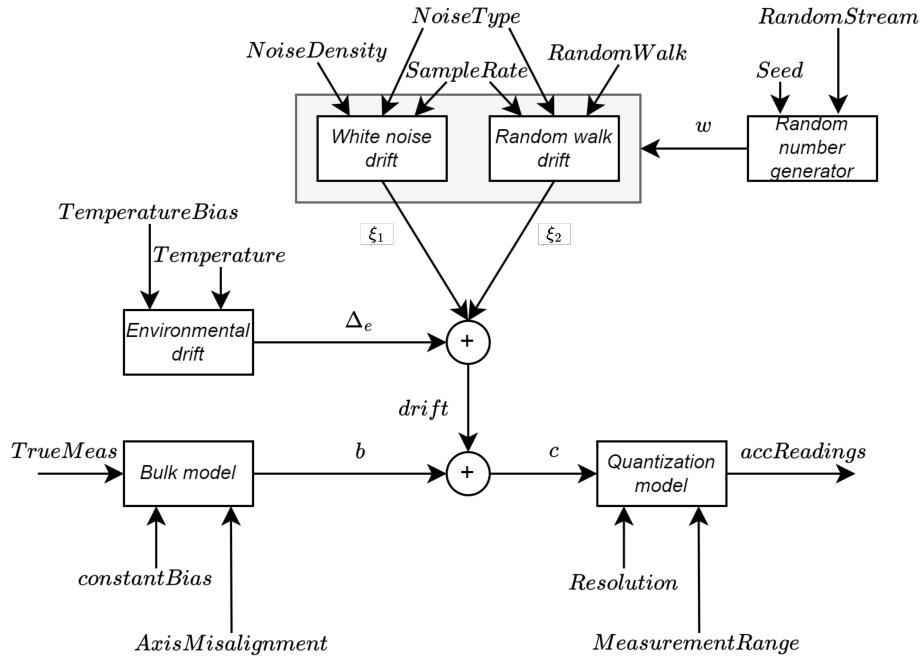 NoiseType
RandomStream
NoiseDensity
SampleRate
RandomWalk
Seed
White noise
drift
Random walk
drift
w
Random
number
generator
TemperatureBias
ξ₁
ξ₂
Temperature
Environmental
drift
Δₑ
+
drift
TrueMeas
Bulk model
b
+
c
Quantization
model
accReadings
constantBias
Resolution
AxisMisalignment
MeasurementRange